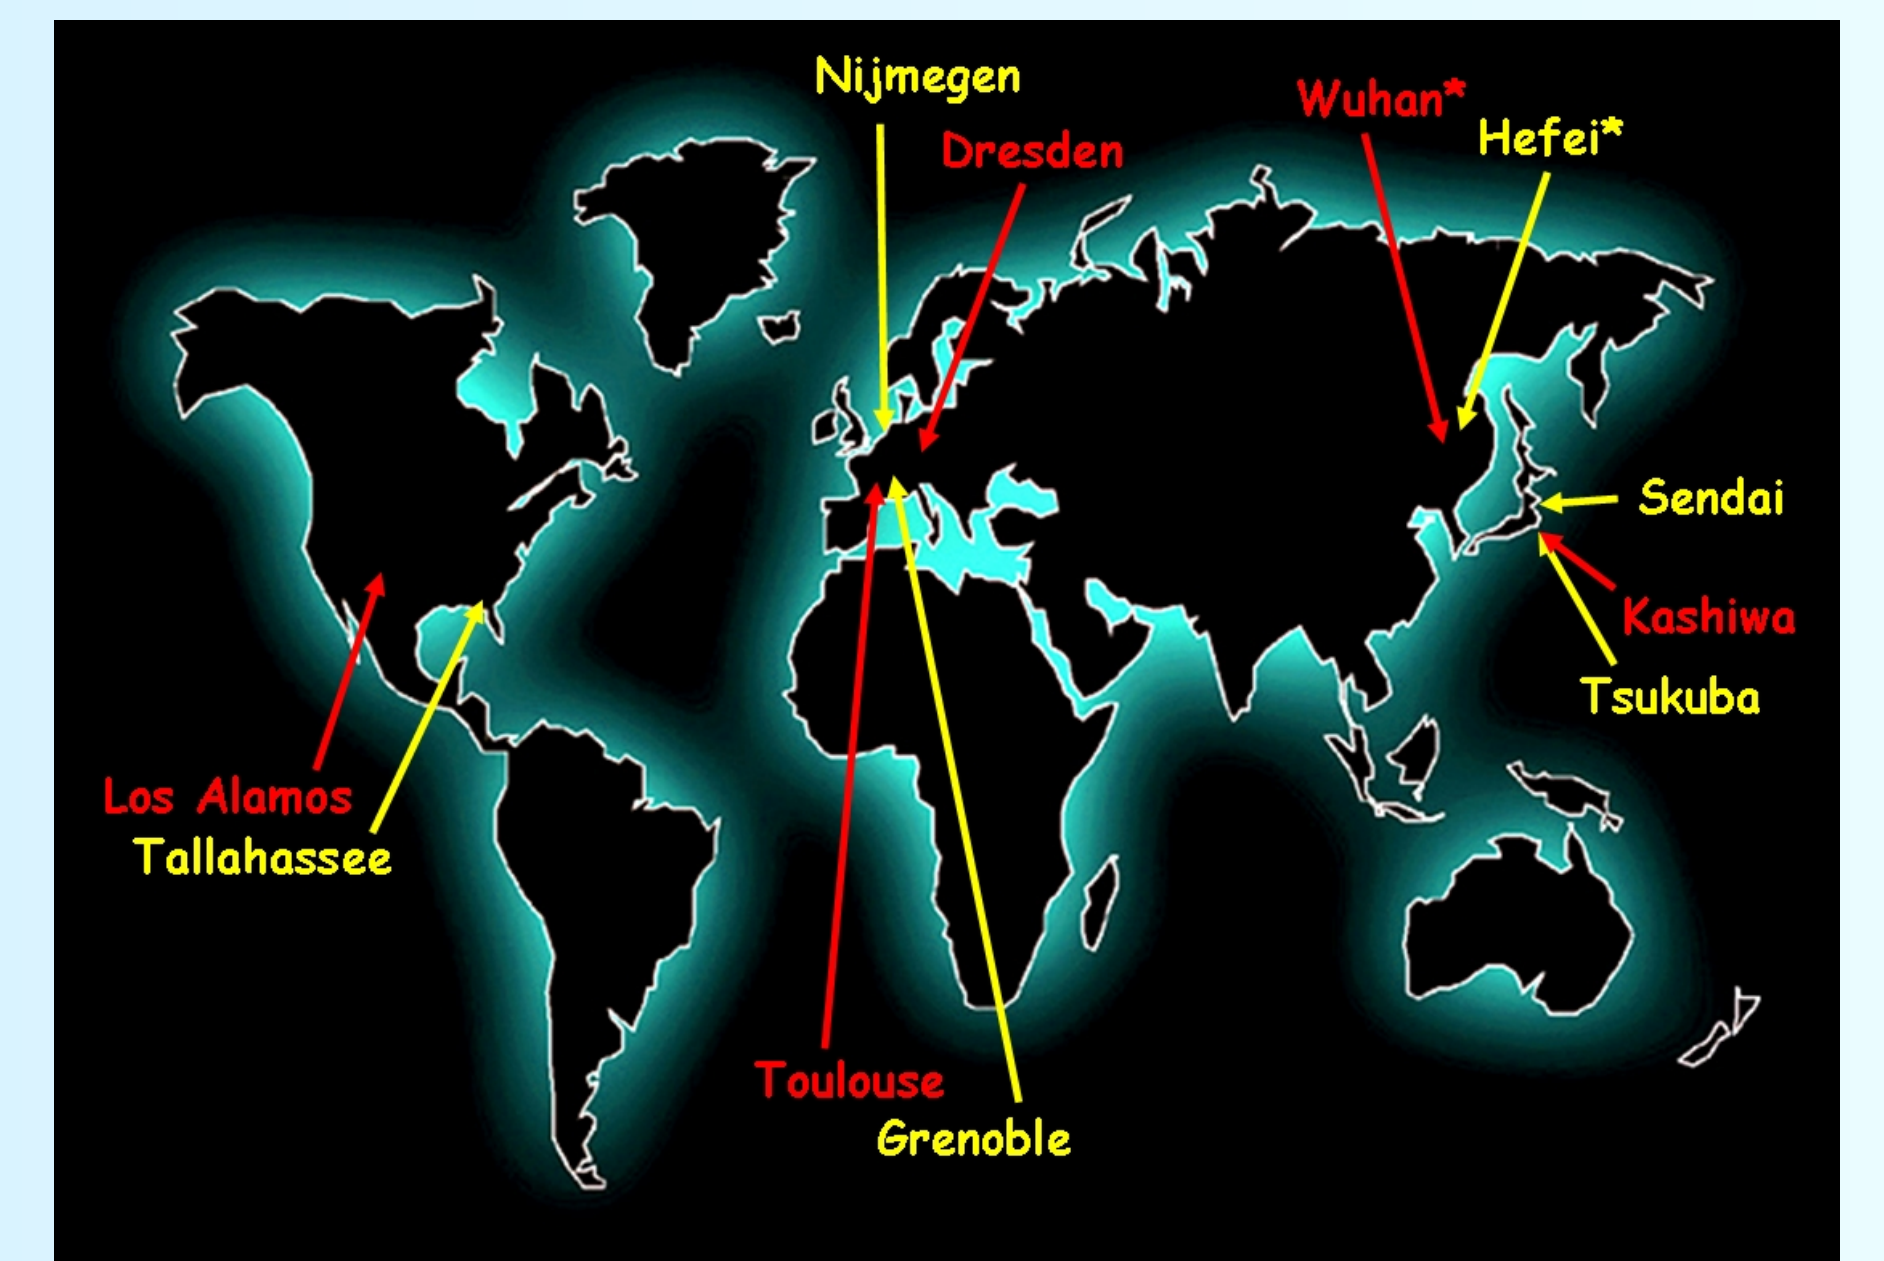 Nijmegen
Dresden
Wuhan*
Hefei*
Sendai
Kashiwa
Tsukuba
Los Alamos
Tallahassee
Toulouse
Grenoble